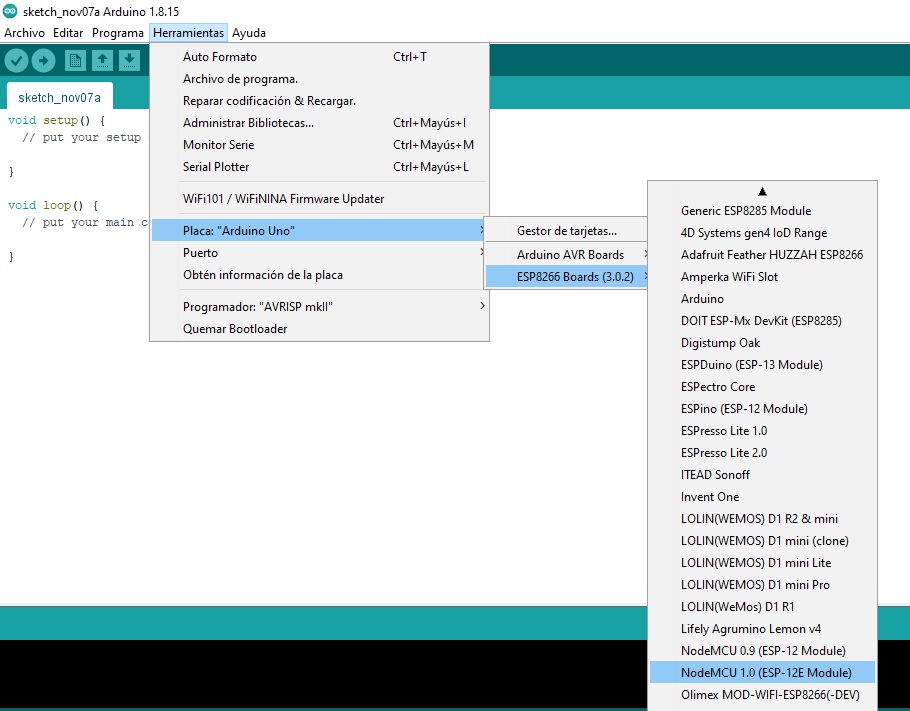 sketch_nov07a Arduino 1.8.15
Archivo Editar Programa Herramientas Ayuda
sketch_nov07a
void setup() {
// put your setup
}
void loop() {
// put your main c
}
Auto Formato Ctrl+T
Archivo de programa.
Reparar codificación & Recargar.
Administrar Bibliotecas... Ctrl+Mayús+I
Monitor Serie Ctrl+Mayús+M
Serial Plotter Ctrl+Mayús+L
WiFi101 / WiFiNINA Firmware Updater
Placa: "Arduino Uno"
Puerto
Obtén información de la placa
Programador: "AVRISP mkII"
Quemar Bootloader
Gestor de tarjetas...
Arduino AVR Boards
ESP8266 Boards (3.0.2)
Generic ESP8285 Module
4D Systems gen4 IoD Range
Adafruit Feather HUZZAH ESP8266
Amperka WiFi Slot
Arduino
DOIT ESP-Mx DevKit (ESP8285)
Digistump Oak
ESPDuino (ESP-13 Module)
ESPectro Core
ESPino (ESP-12 Module)
ESPresso Lite 1.0
ESPresso Lite 2.0
ITEAD Sonoff
Invent One
LOLIN(WEMOS) D1 R2 & mini
LOLIN(WEMOS) D1 mini (clone)
LOLIN(WEMOS) D1 mini Lite
LOLIN(WEMOS) D1 mini Pro
LOLIN(WeMos) D1 R1
Lifely Agrumino Lemon v4
NodeMCU 0.9 (ESP-12 Module)
NodeMCU 1.0 (ESP-12E Module)
Olimex MOD-WIFI-ESP8266(-DEV)